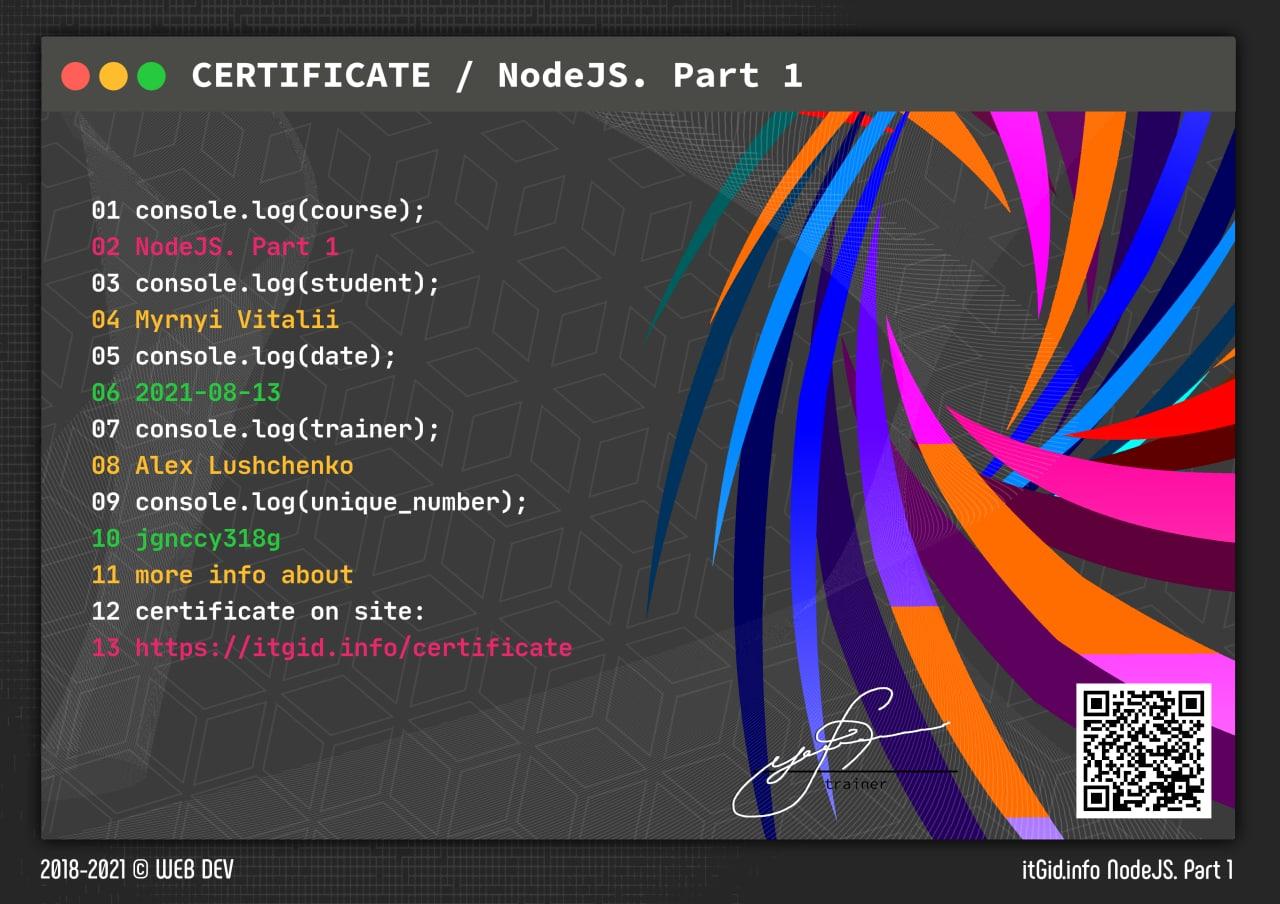 CERTIFICATE / NodeJS. Part 1
01 console.log(course);
02 NodeJS. Part 1
03 console.log(student);
04 Myrnyi Vitalii
05 console.log(date);
06 2021-08-13
07 console.log(trainer);
08 Alex Lushchenko
09 console.log(unique_number);
10 jgnccy318g
11 more info about
12 certificate on site:
13 https://itgid.info/certificate
trainer
2018-2021 © WEB DEV
itGid.info NodeJS. Part 1